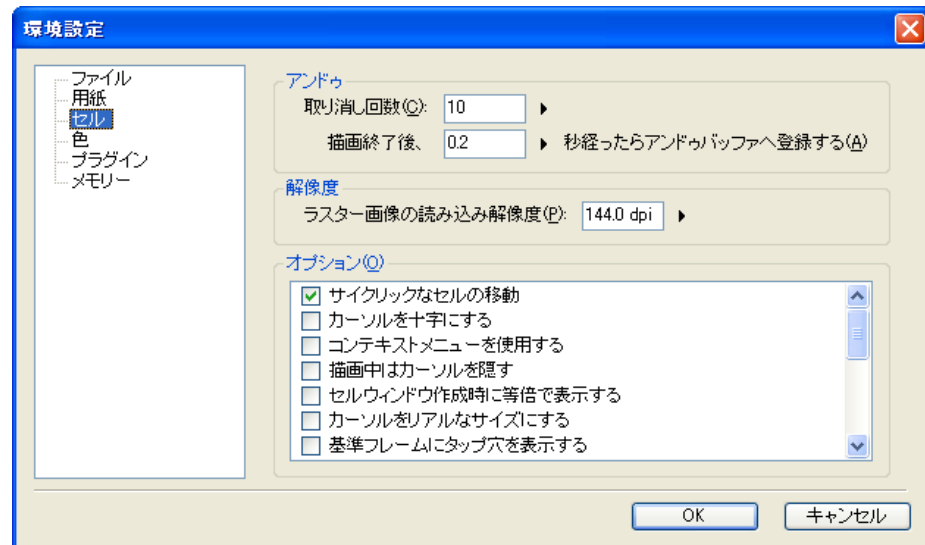 環境設定
ファイル
用紙
セル
色
プラグイン
メモリー
アンドゥ
取り消し回数(C): 10
描画終了後、 0.2 秒経ったらアンドゥバッファへ登録する(A)
解像度
ラスター画像の読み込み解像度(P): 144.0 dpi
オプション(O)
サイクリックなセルの移動
カーソルを十字にする
コンテキストメニューを使用する
描画中はカーソルを隠す
セルウィンドウ作成時に等倍で表示する
カーソルをリアルなサイズにする
基準フレームにタップ穴を表示する
OK キャンセル